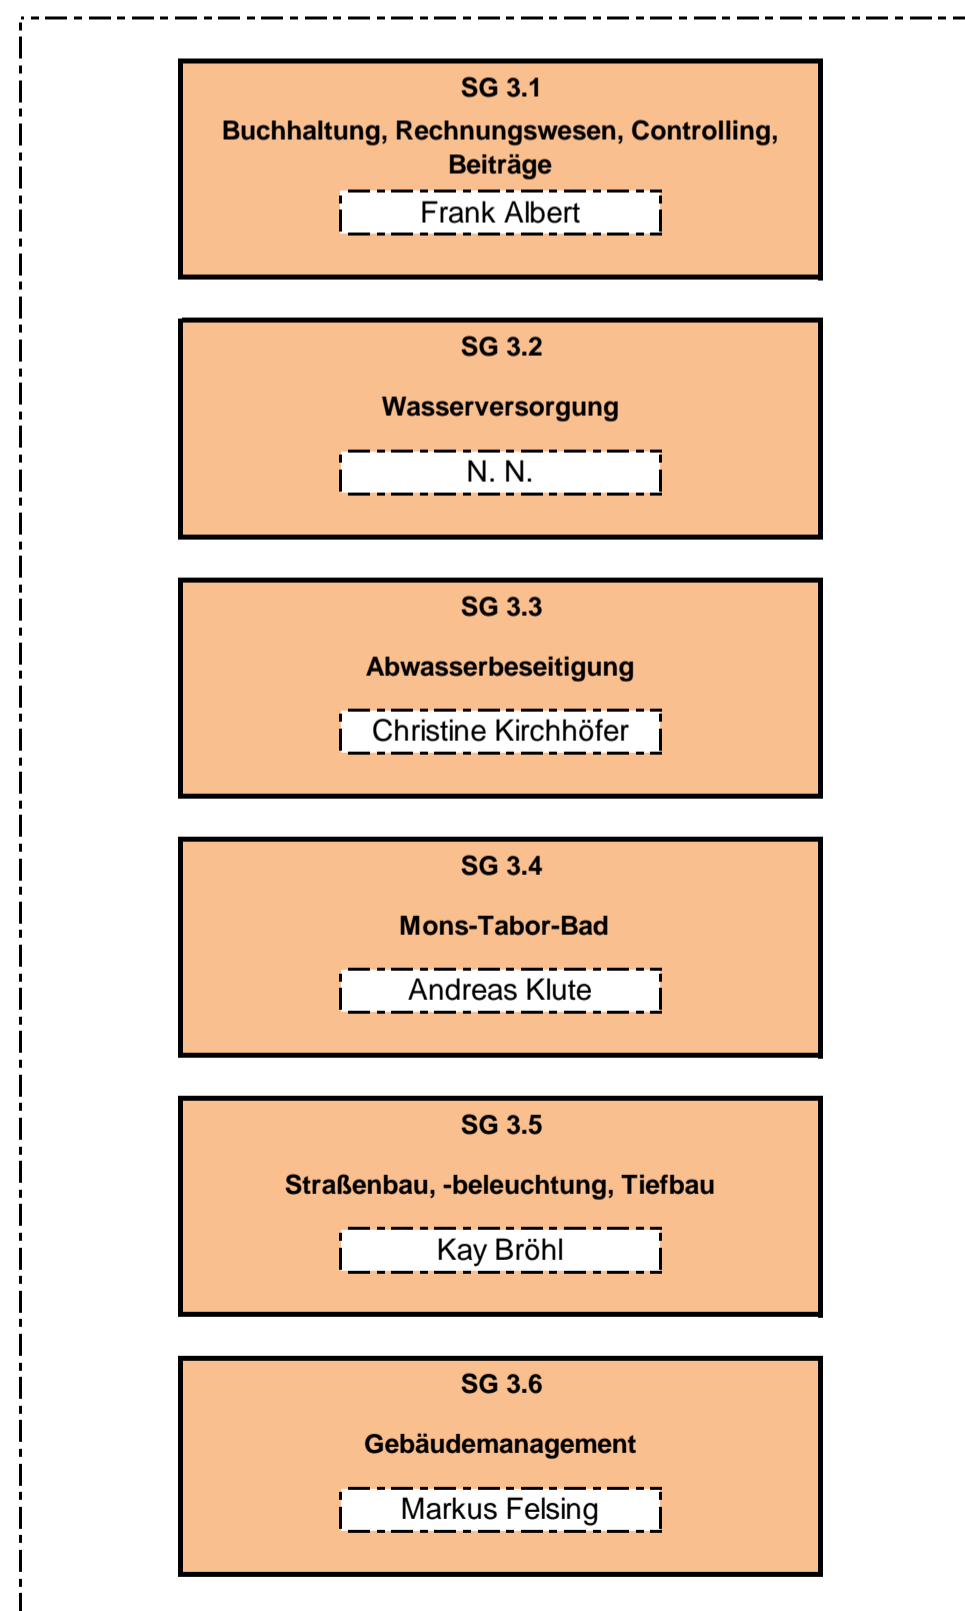 SG 3.1
Buchhaltung, Rechnungswesen, Controlling,
Beiträge
Frank Albert
SG 3.2
Wasserversorgung
N. N.
SG 3.3
Abwasserbeseitigung
Christine Kirchhöfer
SG 3.4
Mons-Tabor-Bad
Andreas Klute
SG 3.5
Straßenbau, -beleuchtung, Tiefbau
Kay Bröhl
SG 3.6
Gebäudemanagement
Markus Felsing